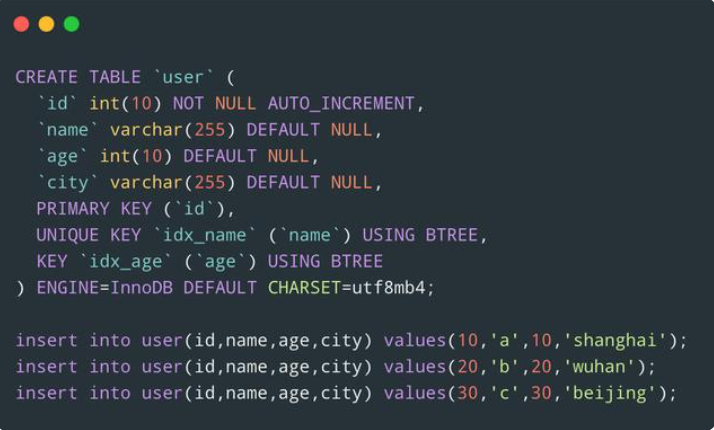 CREATE TABLE `user` (
  `id` int(10) NOT NULL AUTO_INCREMENT,
  `name` varchar(255) DEFAULT NULL,
  `age` int(10) DEFAULT NULL,
  `city` varchar(255) DEFAULT NULL,
  PRIMARY KEY (`id`),
  UNIQUE KEY `idx_name` (`name`) USING BTREE,
  KEY `idx_age` (`age`) USING BTREE
) ENGINE=InnoDB DEFAULT CHARSET=utf8mb4;

insert into user(id,name,age,city) values(10,'a',10,'shanghai');
insert into user(id,name,age,city) values(20,'b',20,'wuhan');
insert into user(id,name,age,city) values(30,'c',30,'beijing');